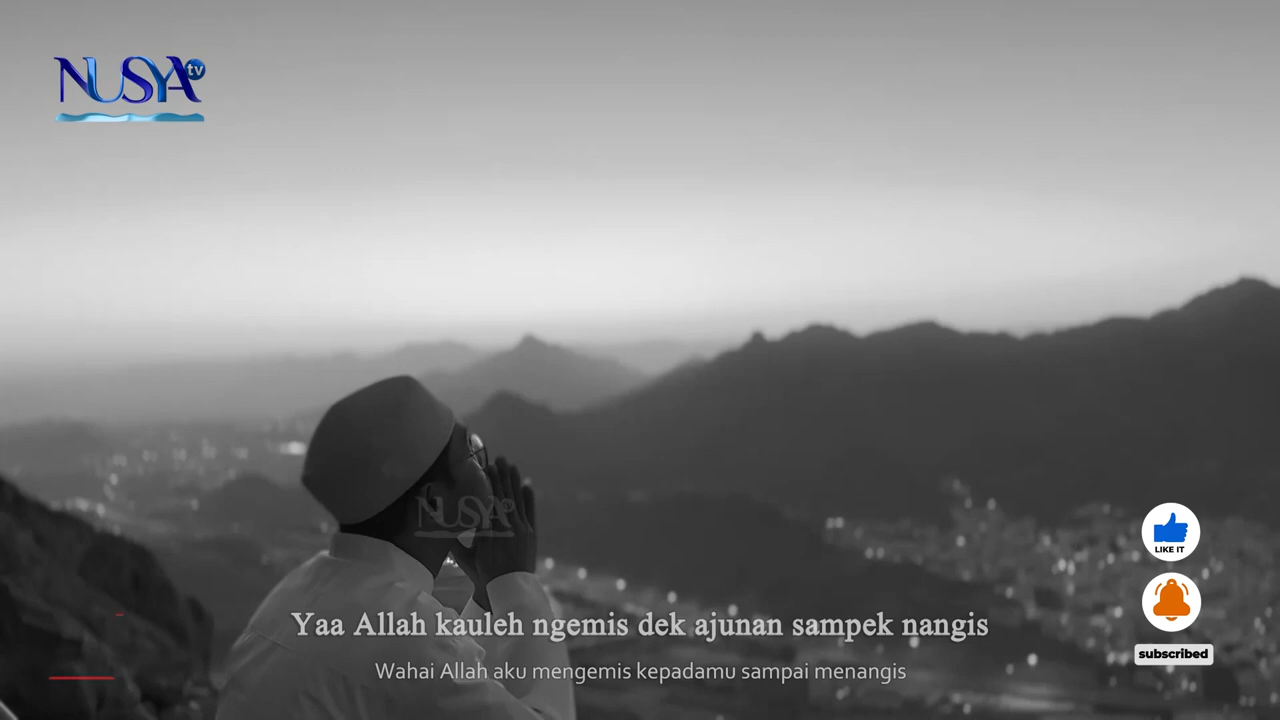 NUSYA tv
NUSYA
LIKE IT
Yaa Allah kauleh ngemis dek ajunan sampek nangis
subscribed
Wahai Allah aku mengemis kepadamu sampai menangis